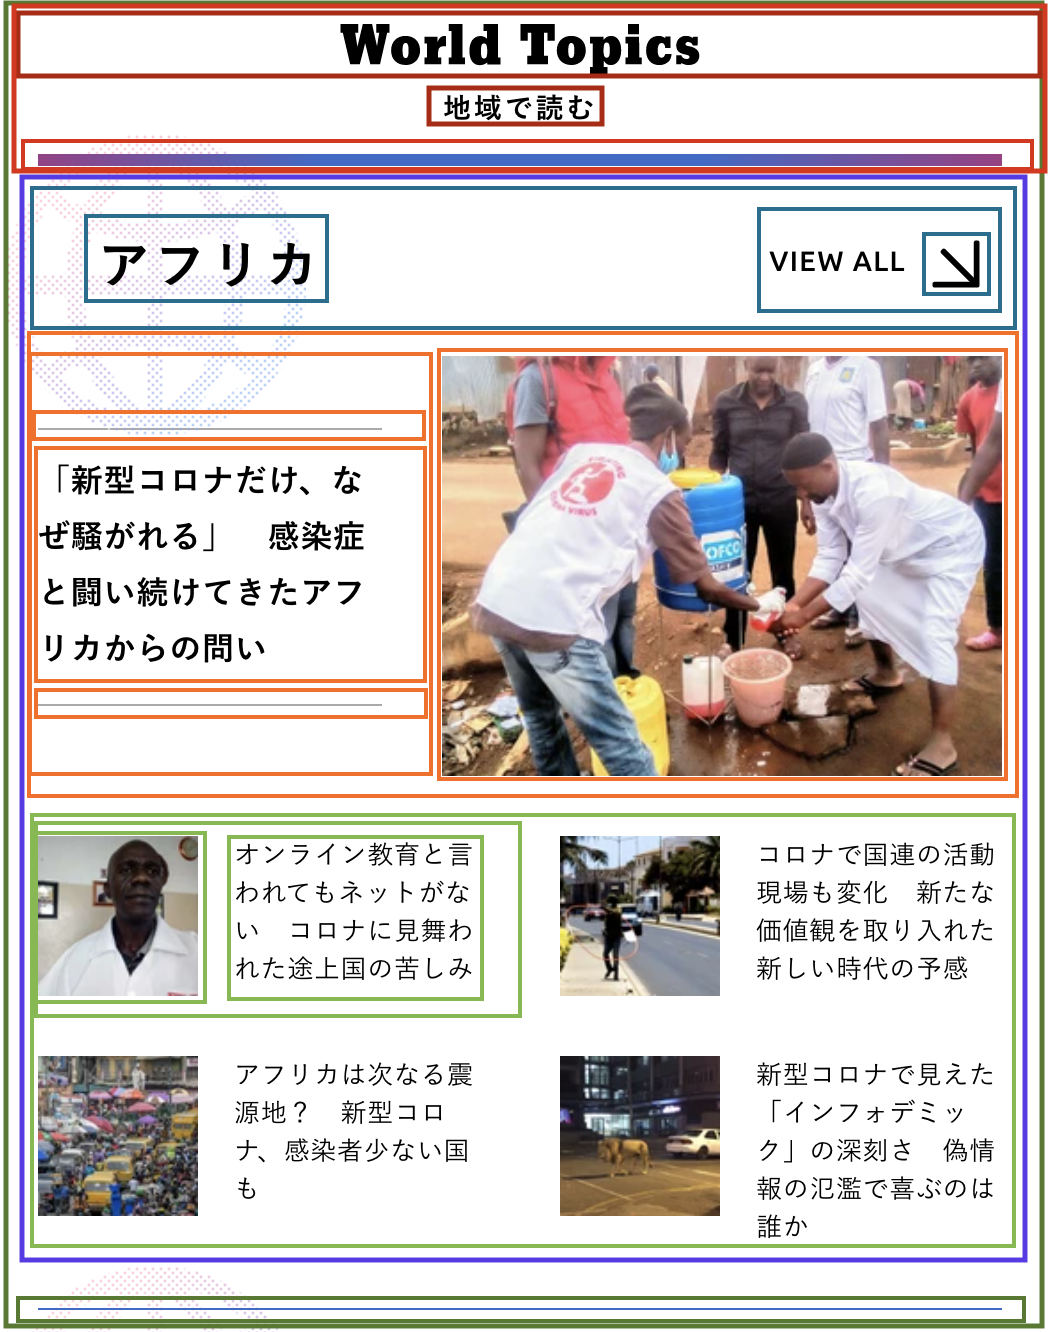 World Topics
地域で読む
アフリカ
VIEW ALL
「新型コロナだけ、な
ぜ騒がれる」　感染症
と闘い続けてきたアフ
リカからの問い
OFCO
オンライン教育と言
われてもネットがな
い　コロナに見舞わ
れた途上国の苦しみ
コロナで国連の活動
現場も変化　新たな
価値観を取り入れた
新しい時代の予感
アフリカは次なる震
源地？　新型コロ
ナ、感染者少ない国
も
新型コロナで見えた
「インフォデミッ
ク」の深刻さ　偽情
報の氾濫で喜ぶのは
誰か